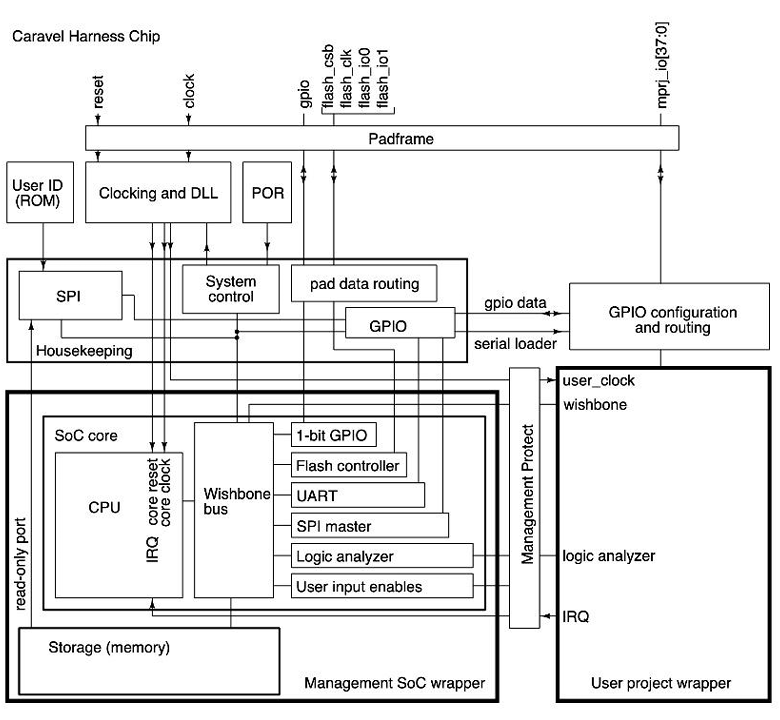 Caravel Harness Chip
reset
clock
gpio
flash_csb
flash_clk
flash_io0
flash_io1
mprj_io[37:0]
Padframe
User ID
(ROM)
Clocking and DLL
POR
SPI
System
control
pad data routing
GPIO
gpio data
serial loader
GPIO configuration
and routing
Housekeeping
user_clock
wishbone
SoC core
CPU
core reset
core clock
IRQ
Wishbone
bus
1-bit GPIO
Flash controller
UART
SPI master
Logic analyzer
User input enables
Management Protect
logic analyzer
IRQ
read-only port
Storage (memory)
Management SoC wrapper
User project wrapper